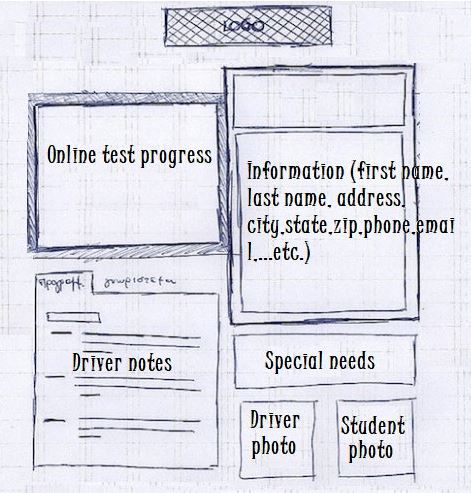 LOGO
Online test progress
Information (first name,
last name, address,
city,state,zip,phone,emai
l,...etc.)
Driver notes
Special needs
Driver
photo
Student
photo